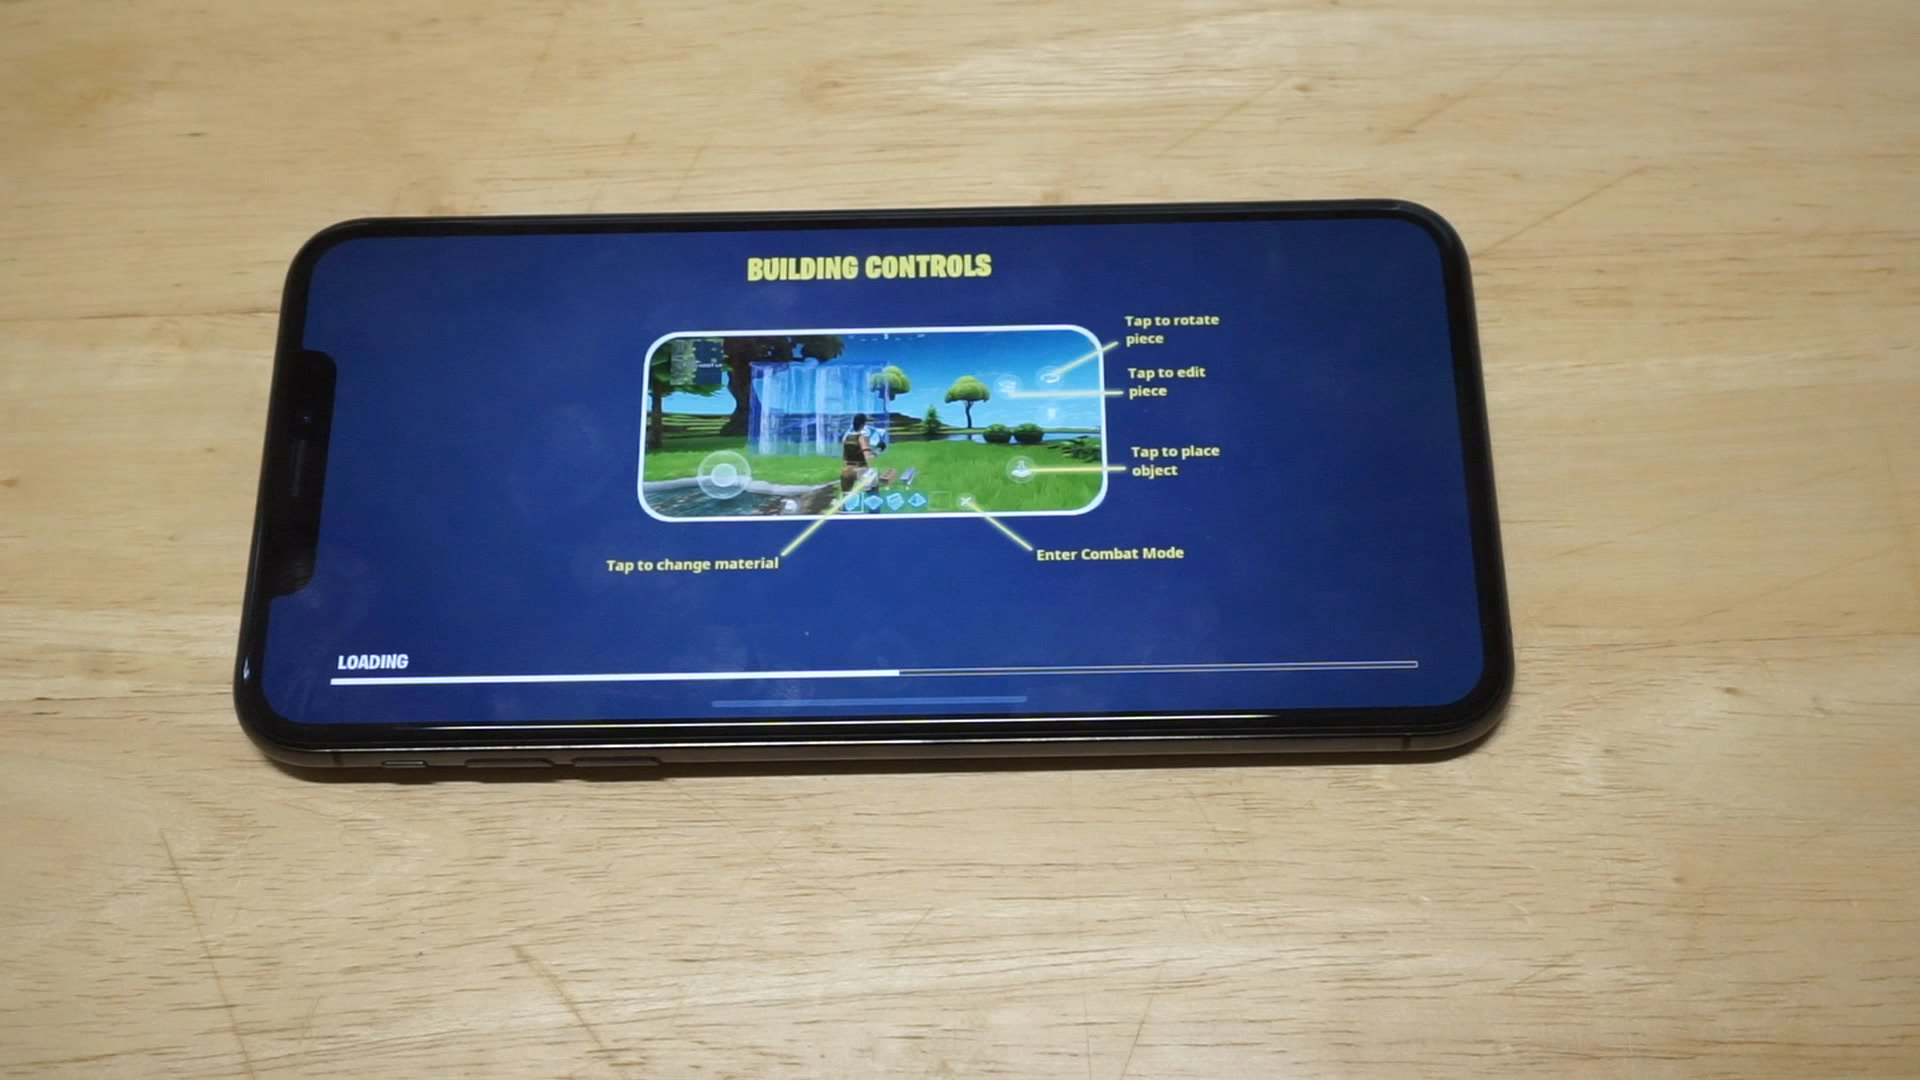 BUILDING CONTROLS
Tap to rotate
piece
Tap to edit
piece
Tap to place
object
Tap to change material
Enter Combat Mode
LOADING